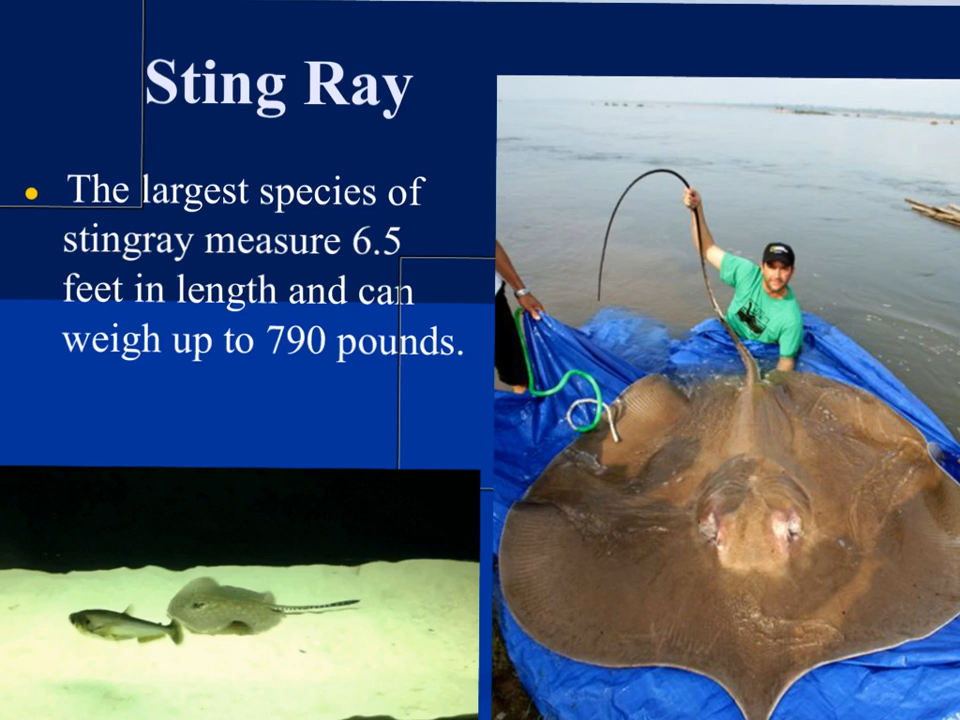 Sting Ray
• The largest species of
stingray measure 6.5
feet in length and can
weigh up to 790 pounds.